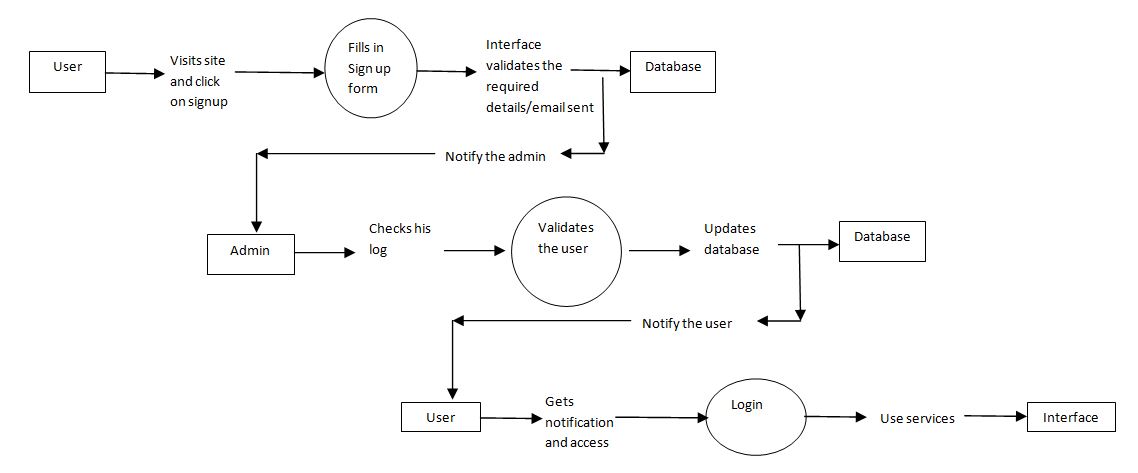 User
Visits site
and click
on signup
Fills in
Sign up
form
Interface
validates the
required
details/email sent
Database
Notify the admin
Admin
Checks his
log
Validates
the user
Updates
database
Database
Notify the user
User
Gets
notification
and access
Login
Use services
Interface